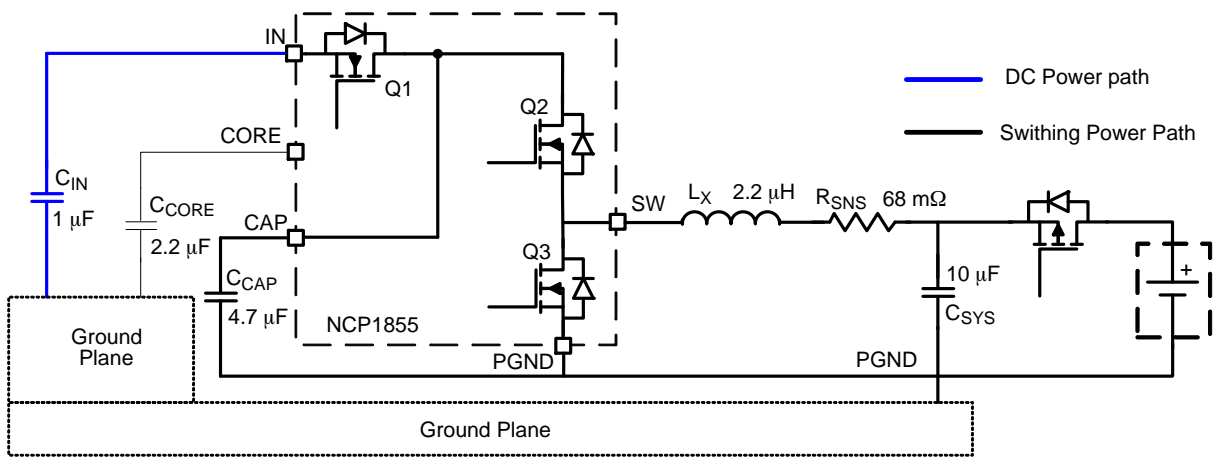 IN
Q1
Q2
DC Power path
CORE
Swithing Power Path
C_IN
1 μF
C_CORE
2.2 μF
CAP
SW
L_X
2.2 μH
R_SNS
68 mΩ
Q3
C_CAP
4.7 μF
10 μF
C_SYS
+
NCP1855
Ground
Plane
PGND
PGND
Ground Plane